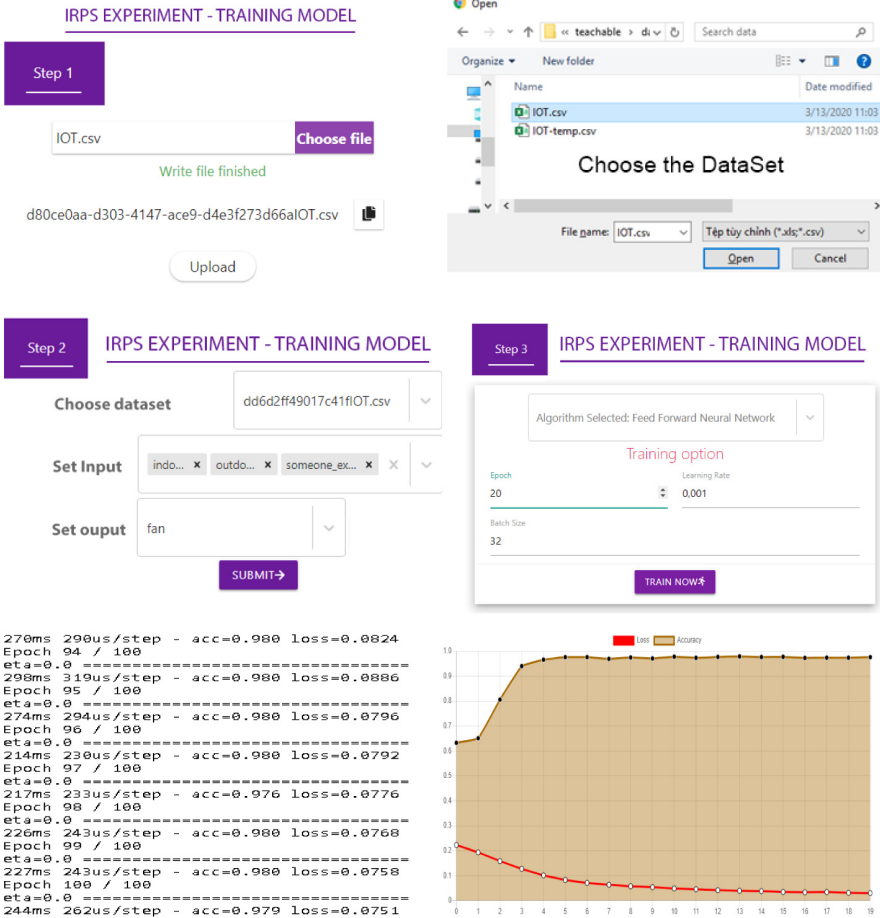 IRPS EXPERIMENT - TRAINING MODEL
Step 1
IOT.csv
Choose file
Write file finished
d80ce0aa-d303-4147-ace9-d4e3f273d66aIOT.csv
Upload
Open
« teachable › Search data
Organize New folder
Name Date modified
IOT.csv 3/13/2020 11:03
IOT-temp.csv 3/13/2020 11:03
Choose the DataSet
File name: IOT.csv Tệp tùy chỉnh (*.xls;*.csv)
Open Cancel
Step 2
IRPS EXPERIMENT - TRAINING MODEL
Choose dataset dd6d2ff49017c41fIOT.csv
Set Input indo... x outdo... x someone_ex... x
Set ouput fan
SUBMIT→
Step 3
IRPS EXPERIMENT - TRAINING MODEL
Algorithm Selected: Feed Forward Neural Network
Training option
Epoch Learning Rate
20 0,001
Batch Size
32
TRAIN NOW
270ms 290us/step - acc=0.980 loss=0.0824
Epoch 94 / 100
eta=0.0 ==================================
298ms 319us/step - acc=0.980 loss=0.0886
Epoch 95 / 100
eta=0.0 ==================================
274ms 294us/step - acc=0.980 loss=0.0796
Epoch 96 / 100
eta=0.0 ==================================
214ms 230us/step - acc=0.980 loss=0.0792
Epoch 97 / 100
eta=0.0 ==================================
217ms 233us/step - acc=0.976 loss=0.0776
Epoch 98 / 100
eta=0.0 ==================================
226ms 243us/step - acc=0.980 loss=0.0768
Epoch 99 / 100
eta=0.0 ==================================
227ms 243us/step - acc=0.980 loss=0.0758
Epoch 100 / 100
eta=0.0 ==================================
244ms 262us/step - acc=0.979 loss=0.0751
Loss Accuracy
1.0
0.9
0.8
0.7
0.6
0.5
0.4
0.3
0.2
0.1
0
0 1 2 3 4 5 6 7 8 9 10 11 12 13 14 15 16 17 18 19